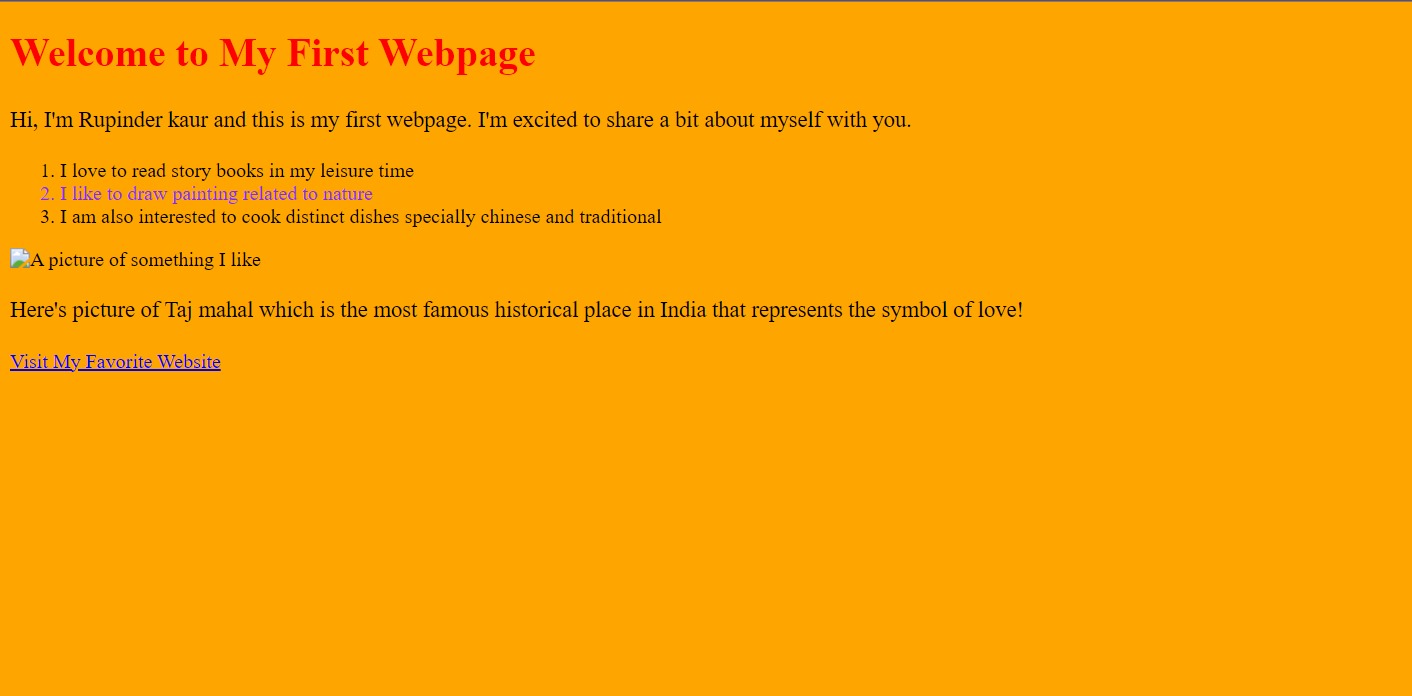 Welcome to My First Webpage
Hi, I'm Rupinder kaur and this is my first webpage. I'm excited to share a bit about myself with you.
1. I love to read story books in my leisure time
2. I like to draw painting related to nature
3. I am also interested to cook distinct dishes specially chinese and traditional
A picture of something I like
Here's picture of Taj mahal which is the most famous historical place in India that represents the symbol of love!
Visit My Favorite Website